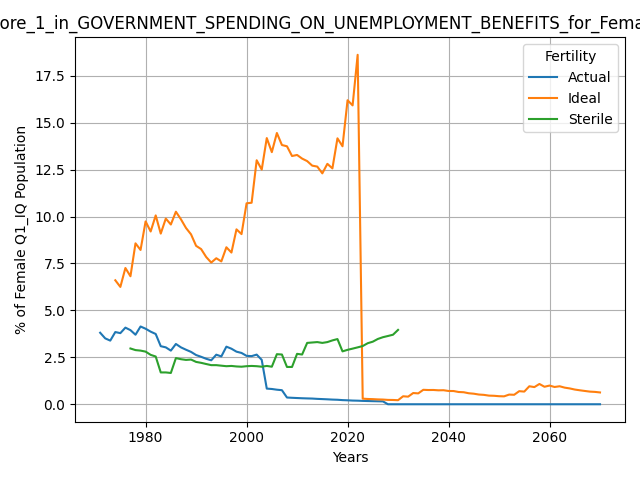 ore_1_in_GOVERNMENT_SPENDING_ON_UNEMPLOYMENT_BENEFITS_for_Fema
Fertility
Actual
Ideal
Sterile
% of Female Q1_IQ Population
17.5
15.0
12.5
10.0
7.5
5.0
2.5
0.0
1980 2000 2020 2040 2060
Years